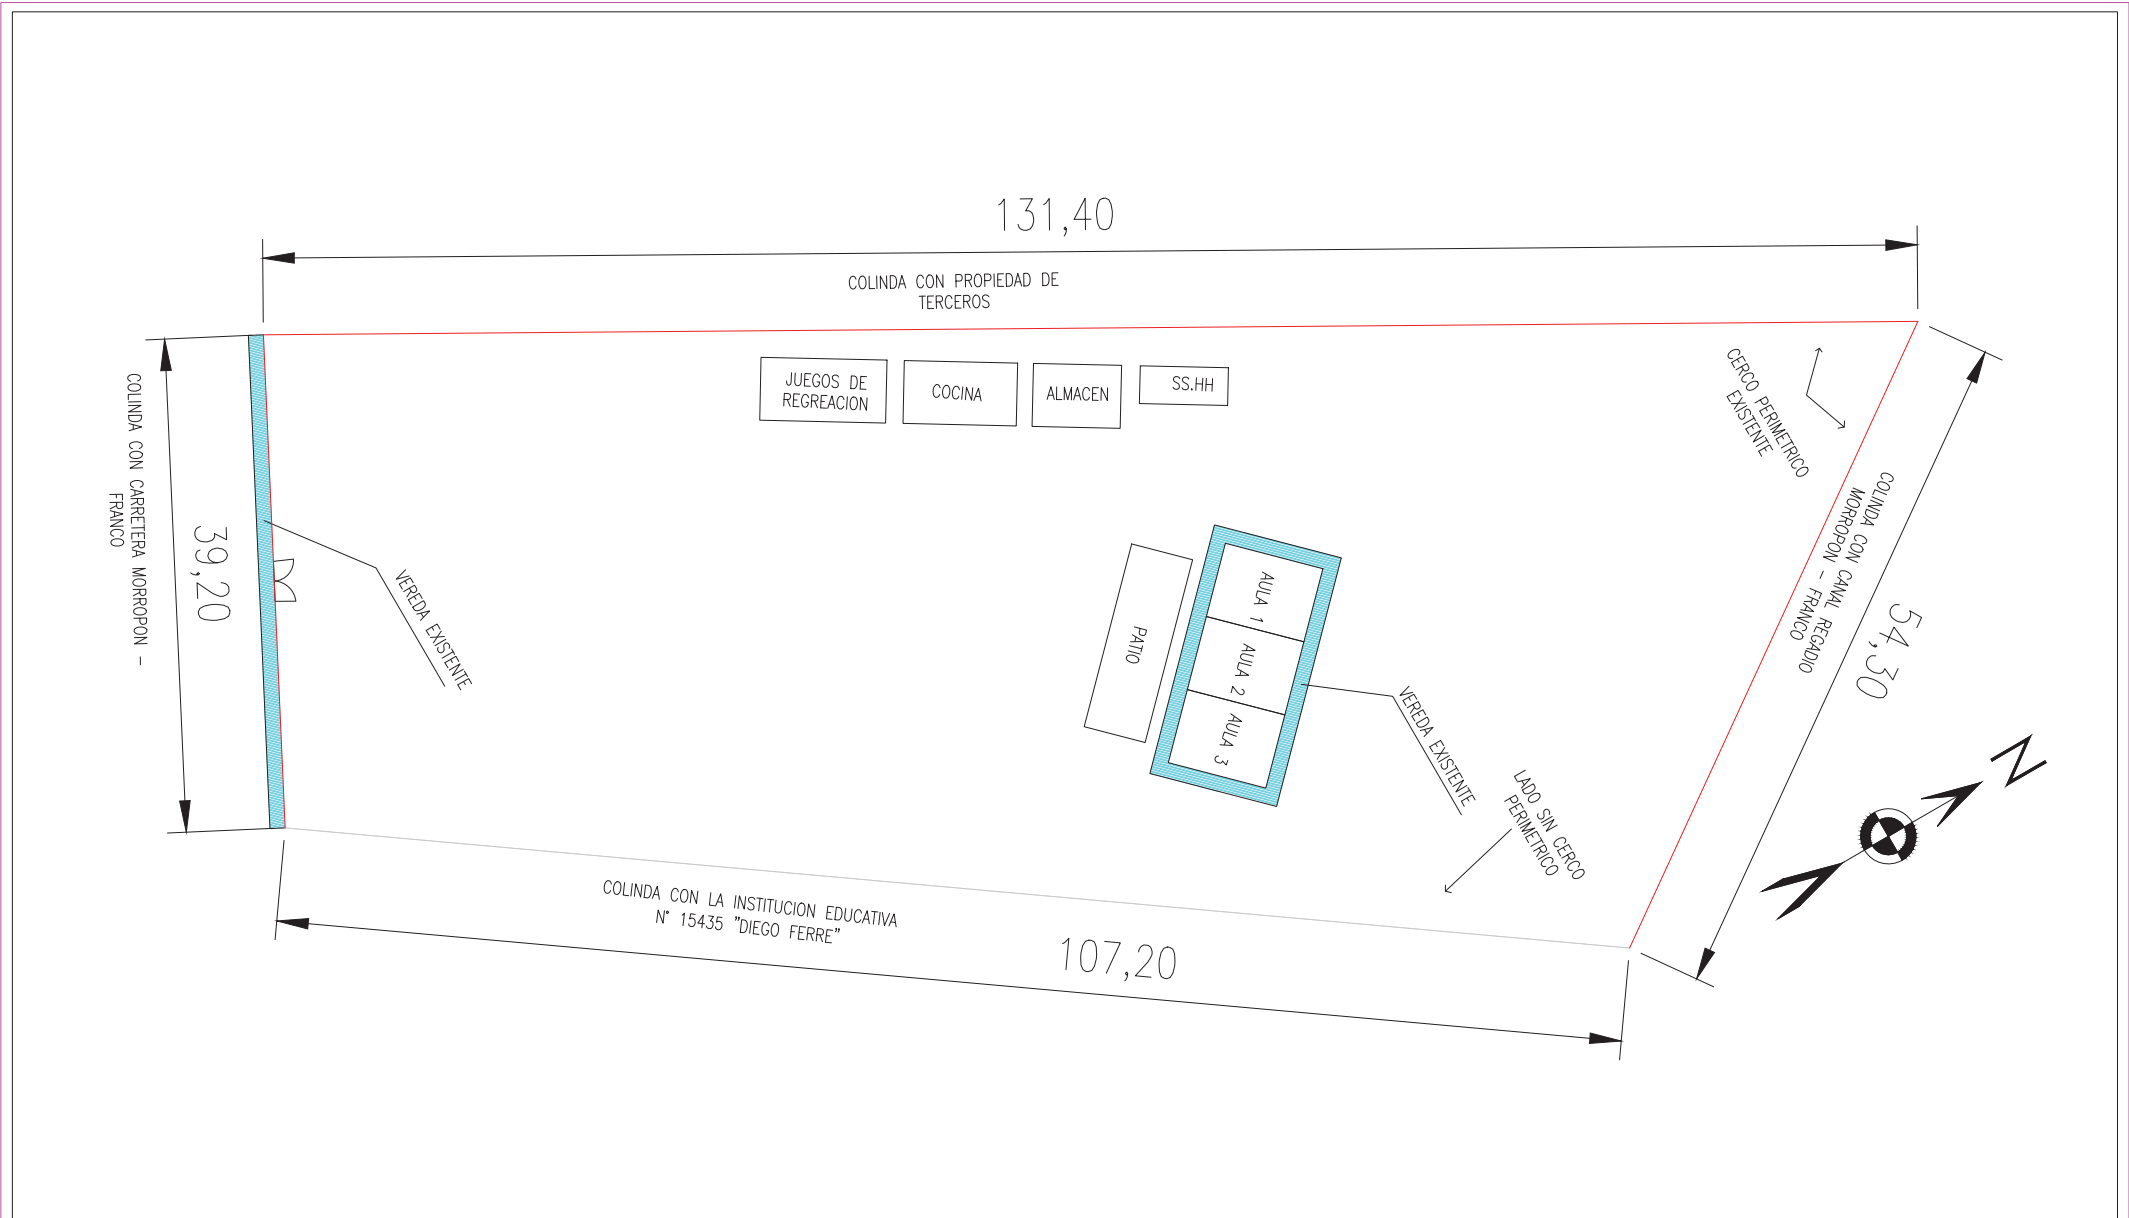 131,40
COLINDA CON PROPIEDAD DE
TERCEROS
JUEGOS DE
REGREACION
COCINA
ALMACEN
SS.HH
CERCO PERIMETRICO
EXISTENTE
COLINDA CON CARRETERA MORROPON -
FRANCO
39,20
VEREDA EXISTENTE
PATIO
AULA 1
AULA 2
AULA 3
VEREDA EXISTENTE
COLINDA CON CANAL REGADIO
MORROPON - FRANCO
54,30
LADO SIN CERCO
PERIMETRICO
N
COLINDA CON LA INSTITUCION EDUCATIVA
N° 15435 "DIEGO FERRE"
107,20